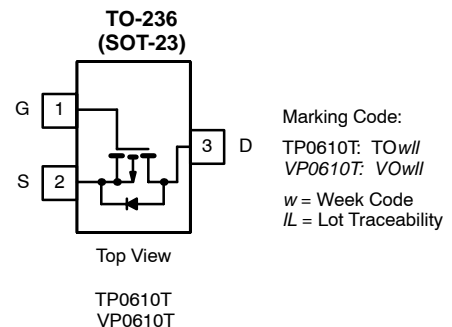 TO-236
(SOT-23)
G
1
S
2
3
D
Top View
TP0610T
VP0610T
Marking Code:
TP0610T: TOwll
VP0610T: VOwll
w = Week Code
lL = Lot Traceability